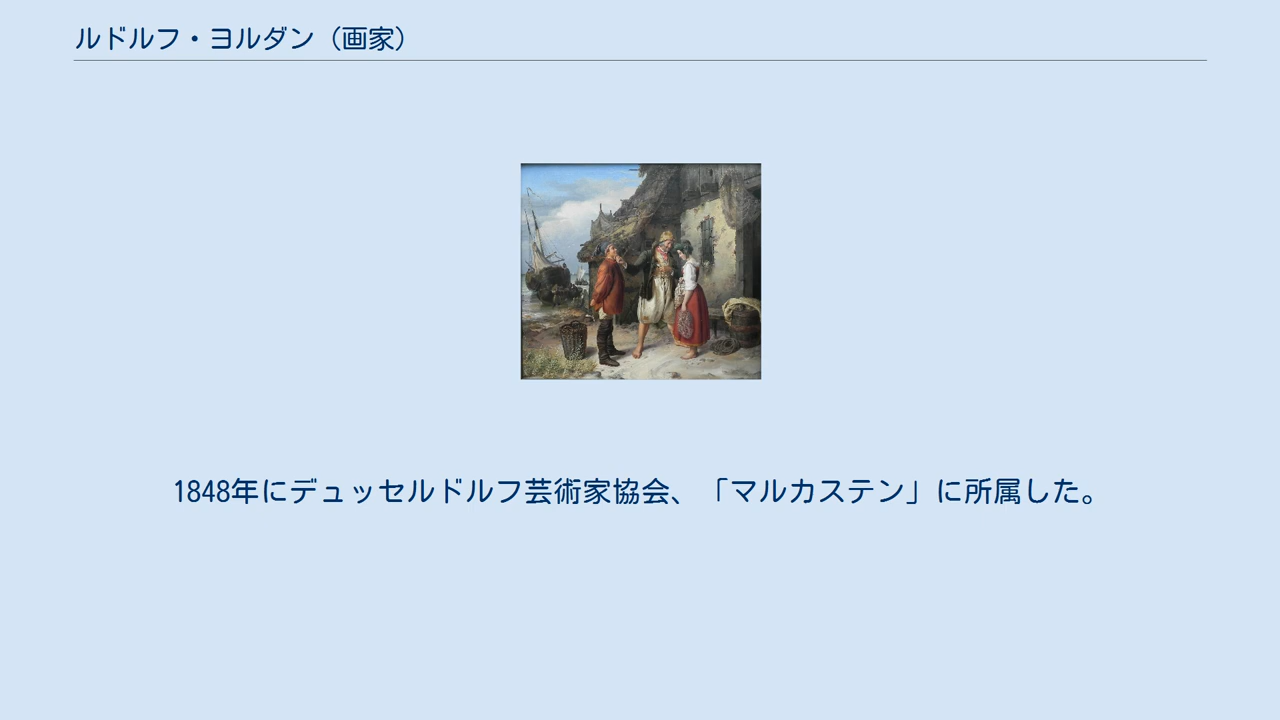 ルドルフ・ヨルダン（画家）
1848年にデュッセルドルフ芸術家協会、「マルカステン」に所属した。